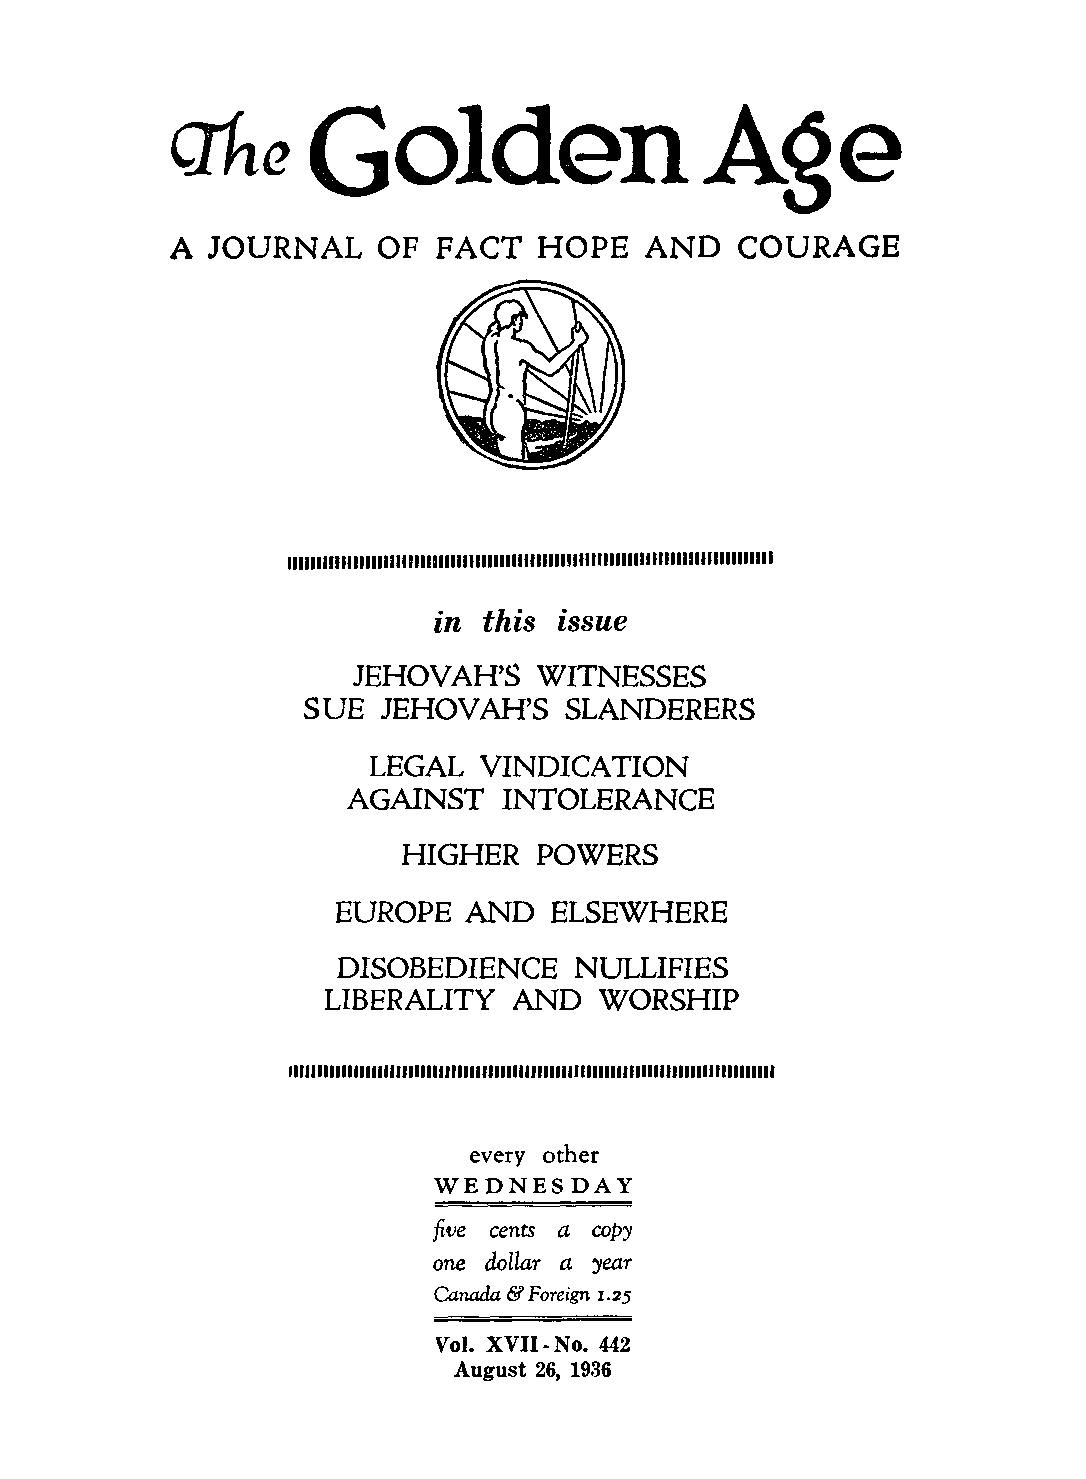 The Golden Age
A JOURNAL OF FACT HOPE AND COURAGE
in this issue
JEHOVAH'S WITNESSES
SUE JEHOVAH'S SLANDERERS
LEGAL VINDICATION
AGAINST INTOLERANCE
HIGHER POWERS
EUROPE AND ELSEWHERE
DISOBEDIENCE NULLIFIES
LIBERALITY AND WORSHIP
every other
WEDNESDAY
five cents a copy
one dollar a year
Canada & Foreign 1.25
Vol. XVII - No. 442
August 26, 1936